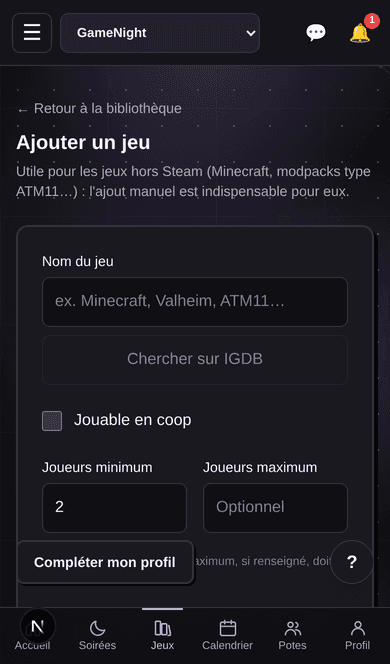 GameNight
1
← Retour à la bibliothèque
Ajouter un jeu
Utile pour les jeux hors Steam (Minecraft, modpacks type
ATM11…) : l'ajout manuel est indispensable pour eux.
Nom du jeu
ex. Minecraft, Valheim, ATM11…
Chercher sur IGDB
Jouable en coop
Joueurs minimum
Joueurs maximum
2
Optionnel
Compléter mon profil
aximum, si renseigné, doit
?
N
Accueil
Soirées
Jeux
Calendrier
Potes
Profil